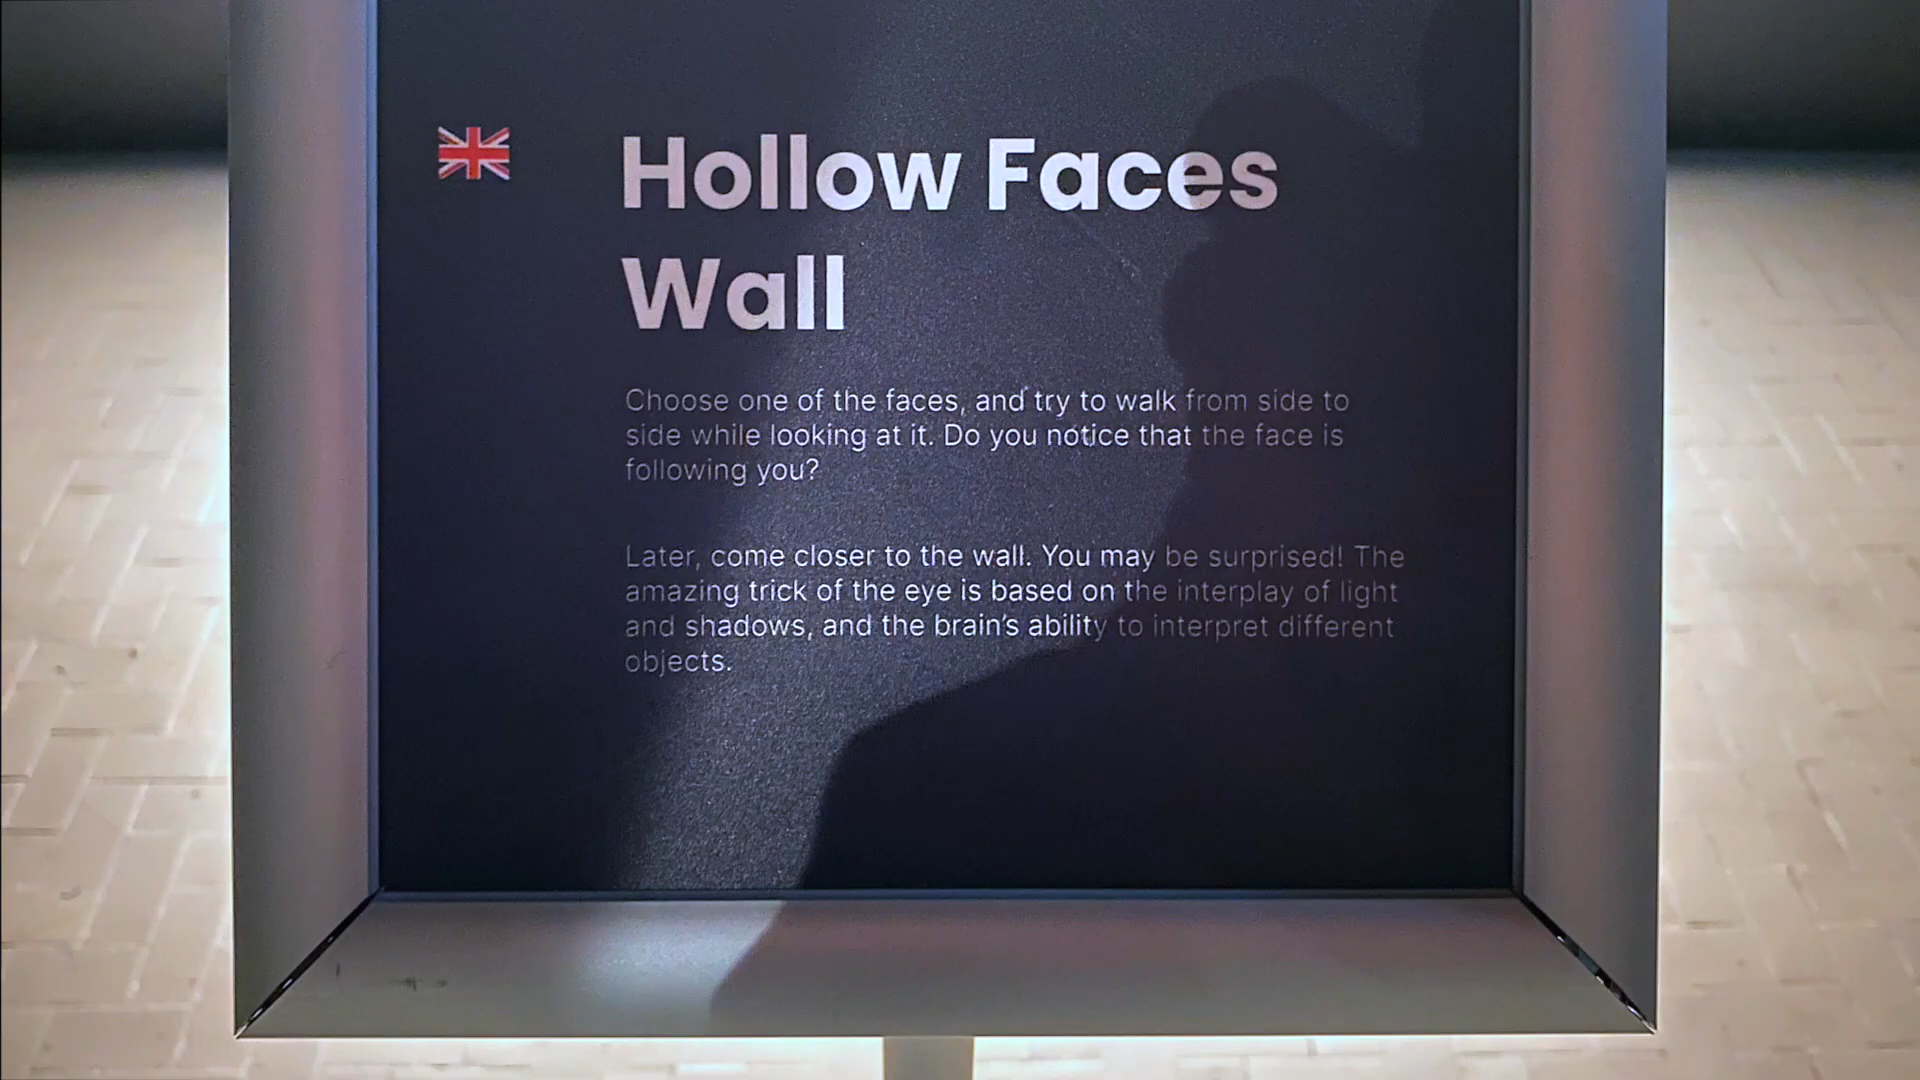 Hollow Faces
Wall
Choose one of the faces, and try to walk from side to
side while looking at it. Do you notice that the face is
following you?
Later, come closer to the wall. You may be surprised! The
amazing trick of the eye is based on the interplay of light
and shadows, and the brain’s ability to interpret different
objects.